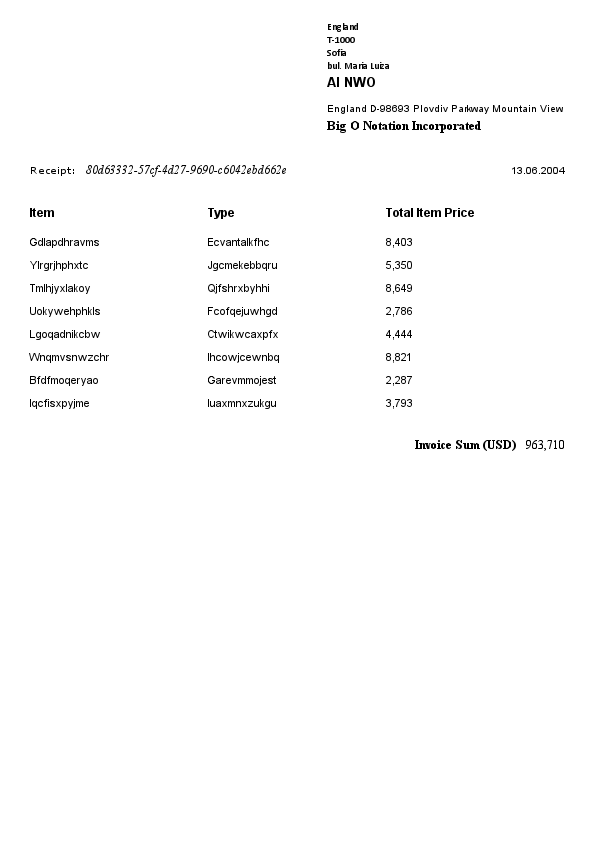 England
T-1000
Sofia
bul. Maria Luiza
AI NWO
England D-98693 Plovdiv Parkway Mountain View
Big O Notation Incorporated
Receipt: 80d63332-57cf-4d27-9690-c6042ebd662e 13.06.2004
Item Type Total Item Price
Gdlapdhravms Ecvantalkfhc 8,403
Ylrgrjhphxtc Jgcmekebbqru 5,350
Tmlhjyxlakoy Qjfshrxbyhhi 8,649
Uokywehphkls Fcofqejuwhgd 2,786
Lgoqadnikcbw Ctwikwcaxpfx 4,444
Wnqmvsnwzchr Ihcowjcewnbq 8,821
Bfdfmoqeryao Garevmmojest 2,287
Iqcfisxpyjme Iuaxmnxzukgu 3,793
Invoice Sum (USD) 963,710